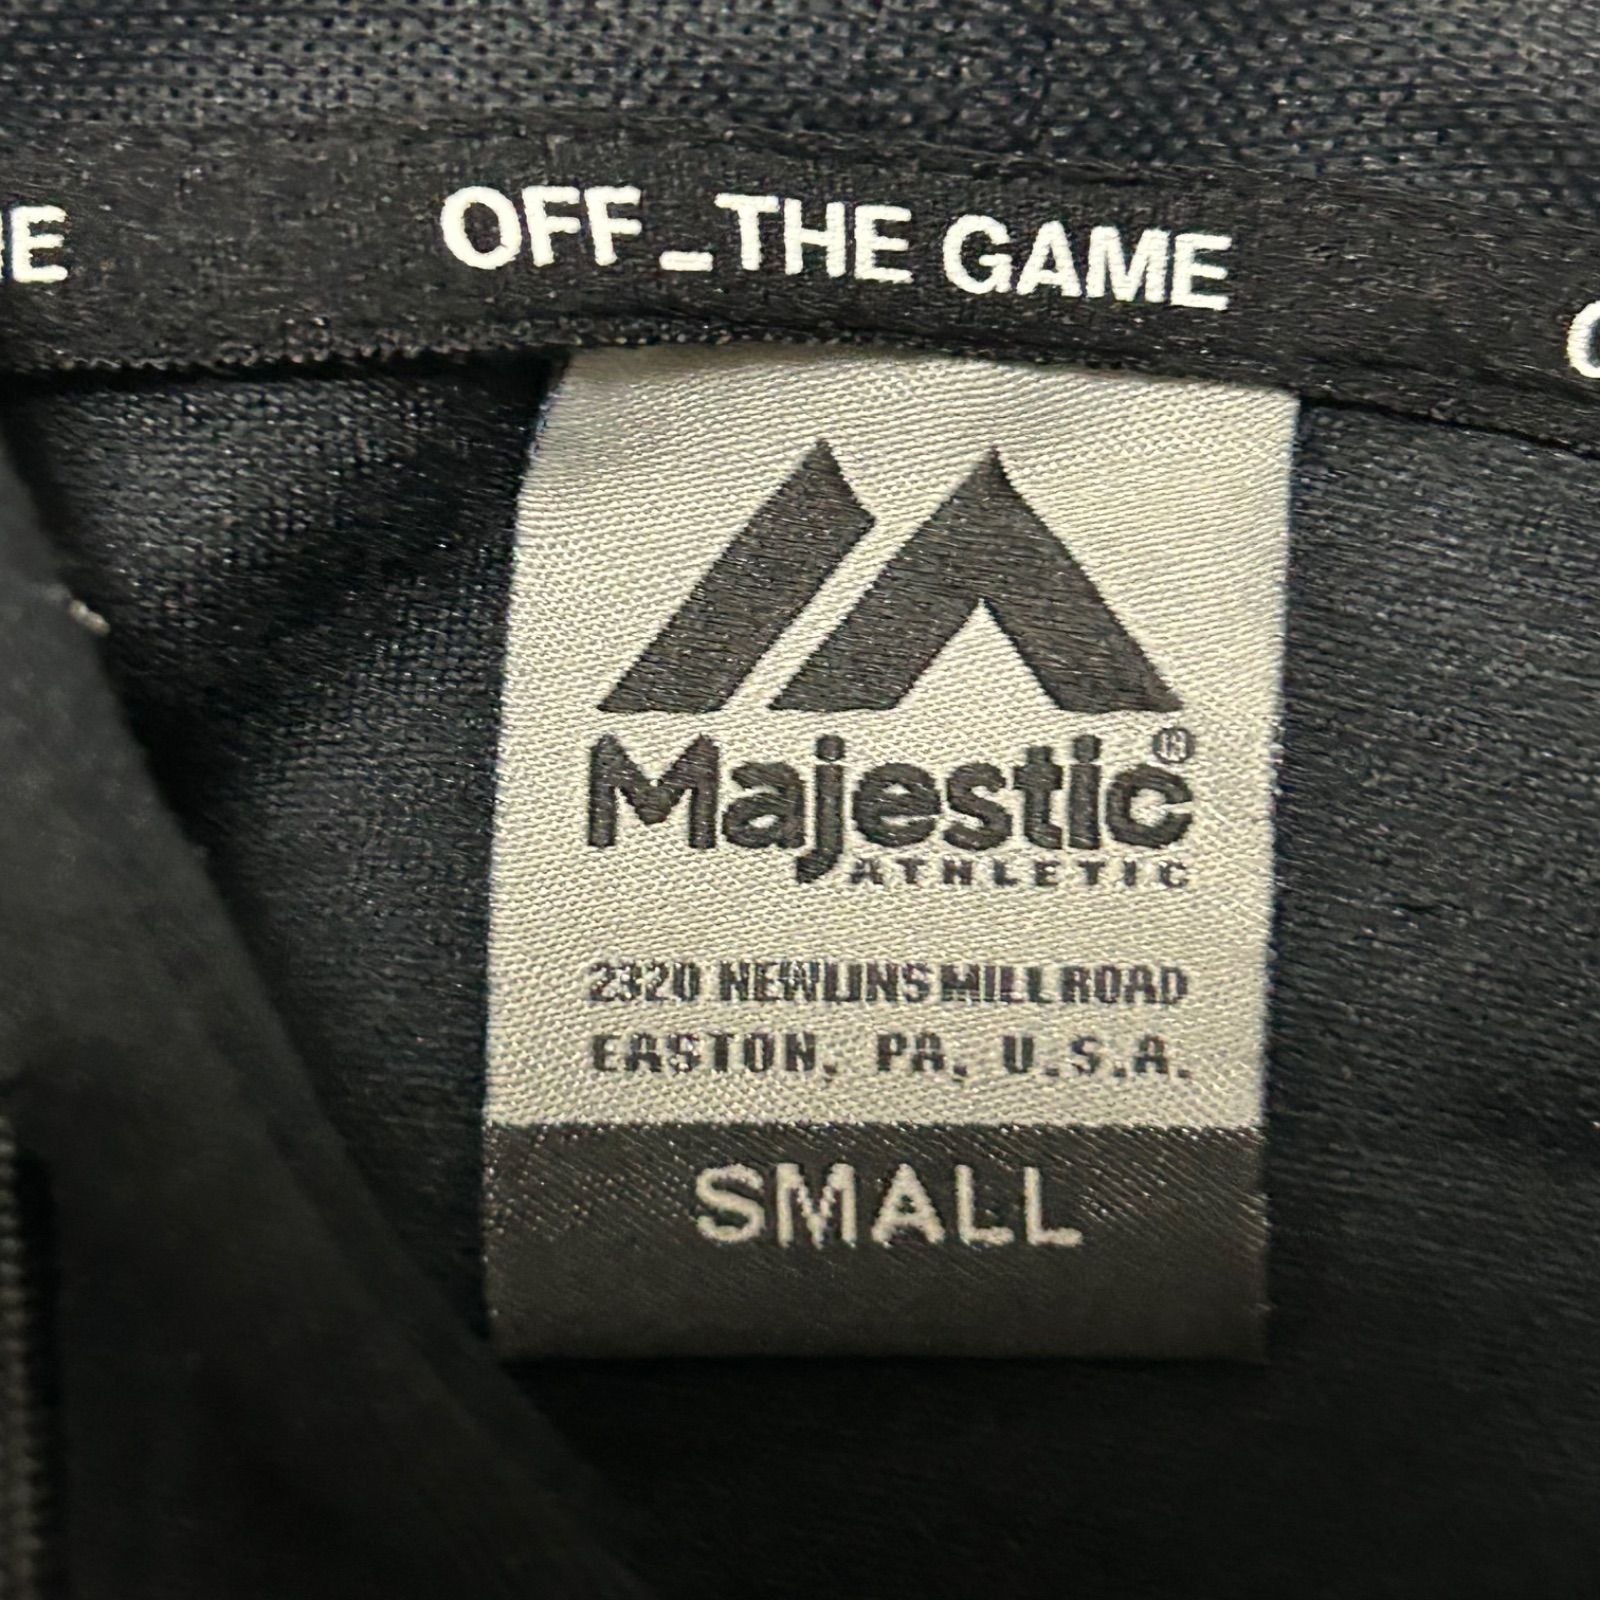 OFF_THE GAME
Majestic®
ATHLETIC
2320 NEWLINS MILL ROAD
EASTON, PA, U.S.A.
SMALL